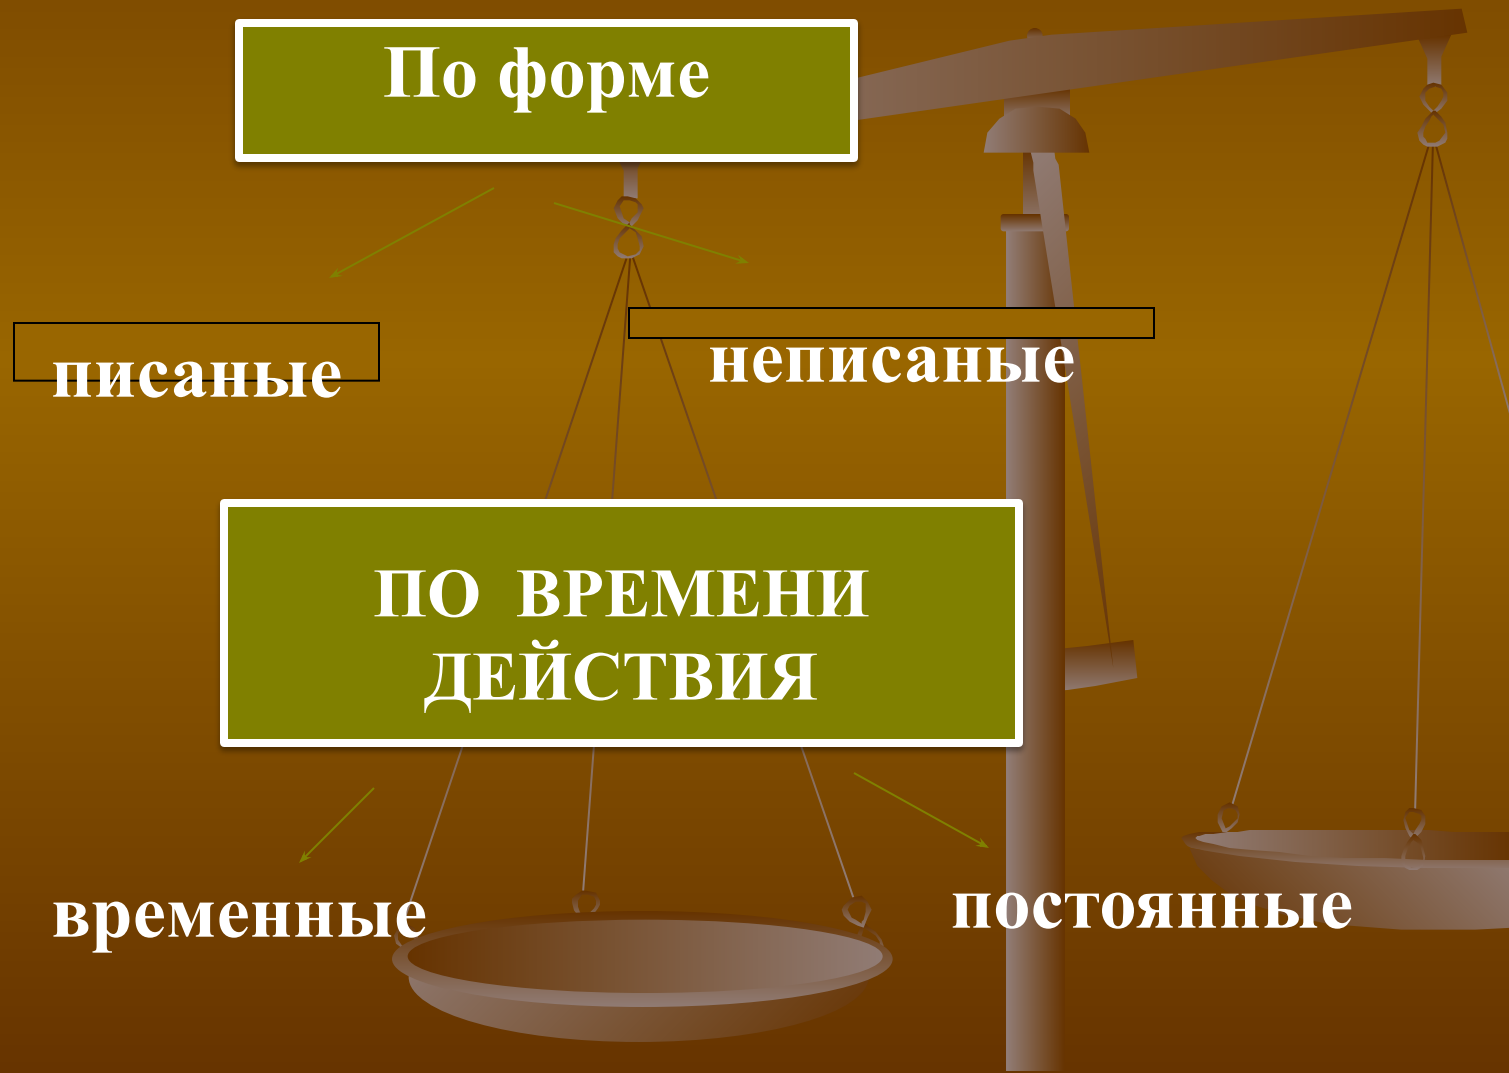 По форме
писаные
неписаные
ПО ВРЕМЕНИ
ДЕЙСТВИЯ
временные
постоянные